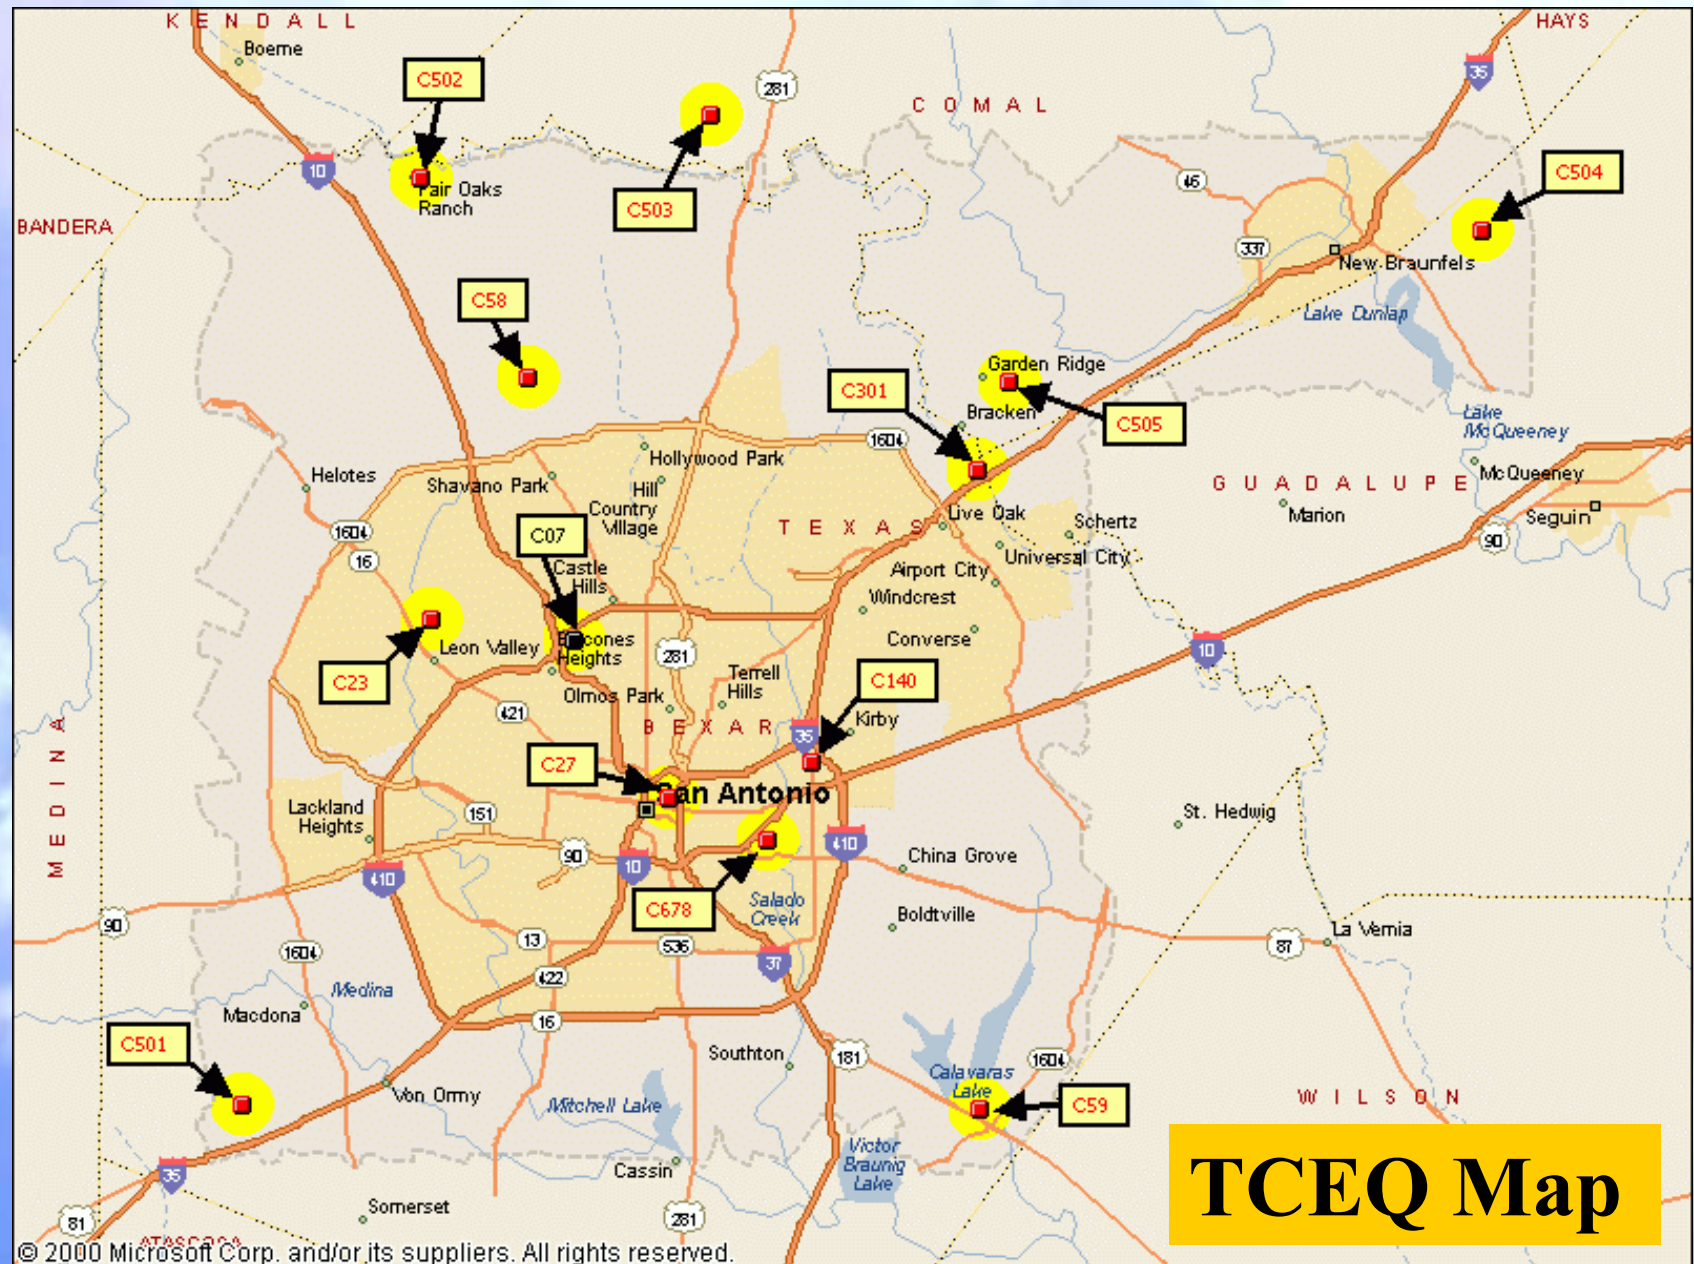 KENDALL
HAYS
Boerne
C502
281
35
COMAL
10
C504
Fair Oaks
Ranch
46
C503
BANDERA
337
New Braunfels
C58
Lake Dunlap
Garden Ridge
C301
Bracken
C505
Lake
McQueeney
1604
Hollywood Park
Helotes
Shavano Park
Hill
Country
Village
McQueeney
GUADALUPE
Marion
Seguin
TEXAS
Live Oak
Schertz
1604
C07
90
16
Castle
Hills
Universal City
Airport City
Windcrest
Converse
Leon Valley
Balcones
Heights
281
10
C23
Terrell
Hills
C140
Olmos Park
421
BEXAR
Kirby
35
MEDINA
C27
San Antonio
Lackland
Heights
151
St. Hedwig
410
90
10
China Grove
410
C678
Salado
Creek
Boldtville
90
La Vernia
13
536
87
1604
37
422
Medina
Macdona
16
C501
Southton
181
1604
Calavaras
Lake
Von Ormy
Mitchell Lake
C59
WILSON
Victor
Braunig
Lake
Cassin
35
TCEQ Map
Somerset
81
281
ATASCOSA
© 2000 Microsoft Corp. and/or its suppliers. All rights reserved.